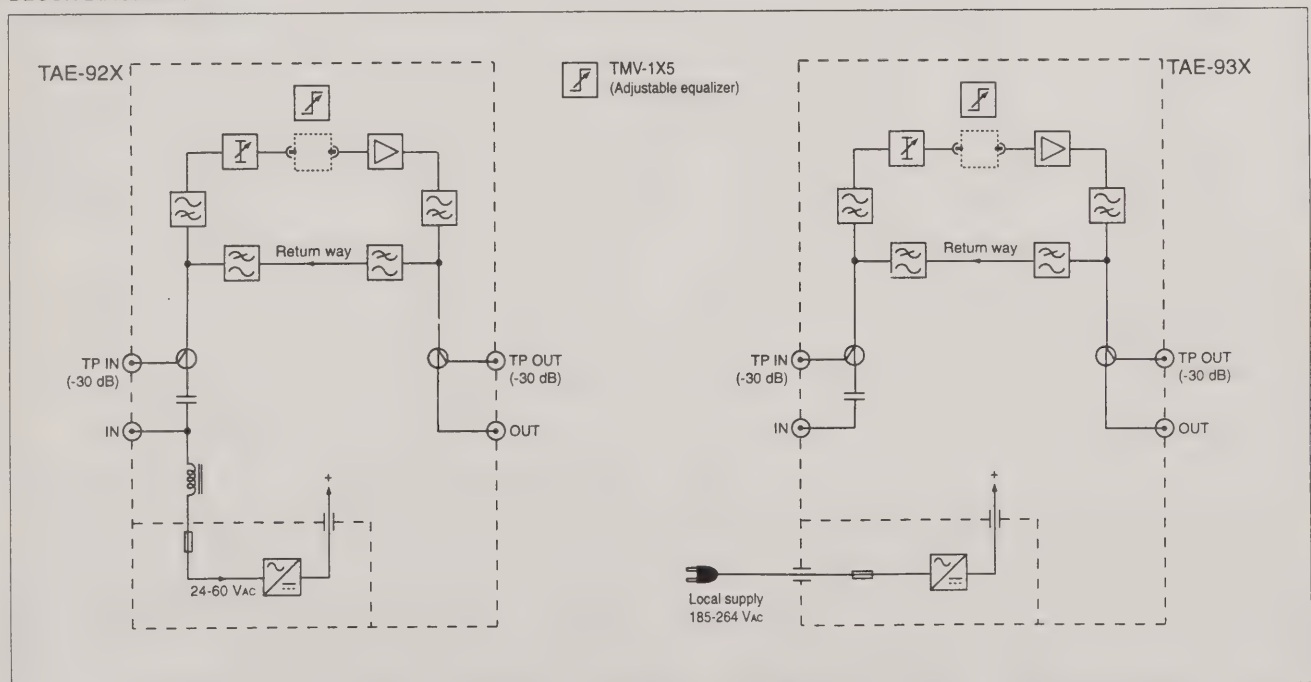 TAE-92X
TMV-1X5
(Adjustable equalizer)
TAE-93X
Return way
TP IN
(-30 dB)
TP OUT
(-30 dB)
IN
OUT
+
24-60 VAC
Return way
TP IN
(-30 dB)
TP OUT
(-30 dB)
IN
OUT
+
Local supply
185-264 VAC